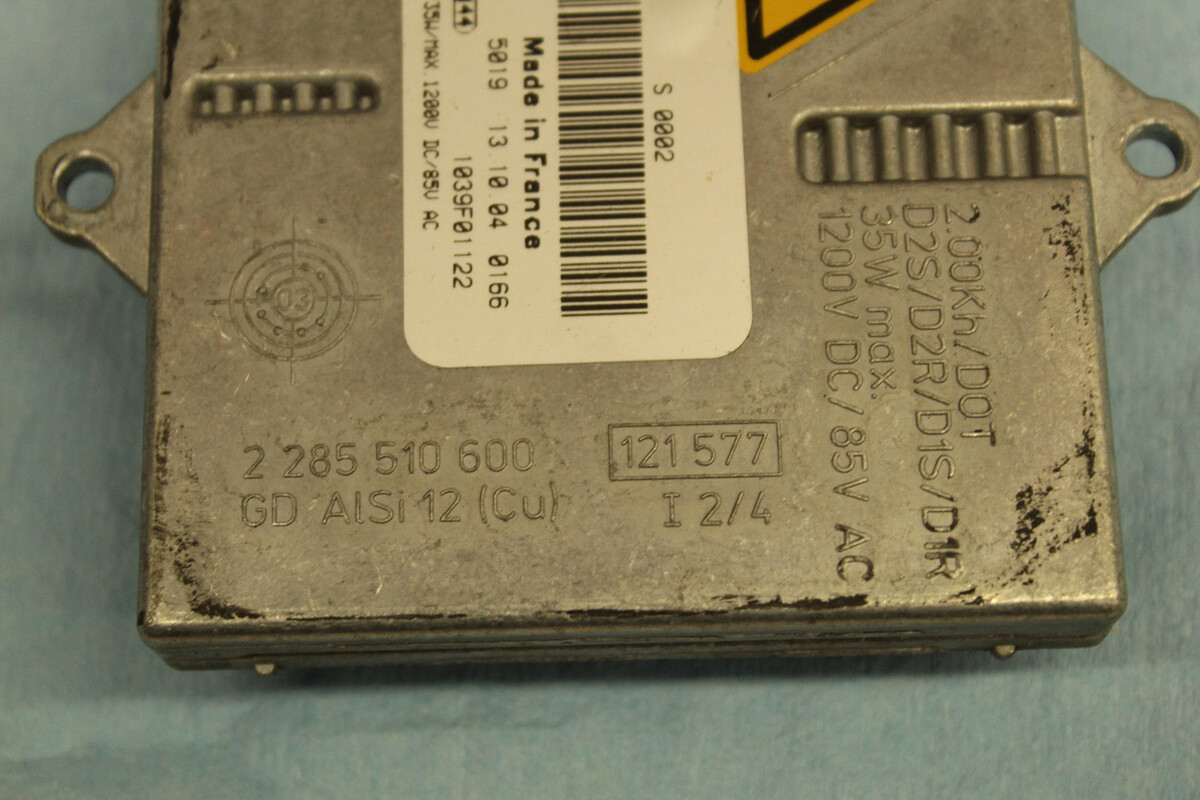 35W/MAX.1200V DC/85V AC
1039F01122
5019 13 10 04 0166
Made in France
S 0002
03
2 285 510 600
GD AlSi 12 (Cu)
121 577
I 2/4
2.00Kh/DOT
D2S/D2R/D1S/D1R
35W max.
1200V DC/85V AC